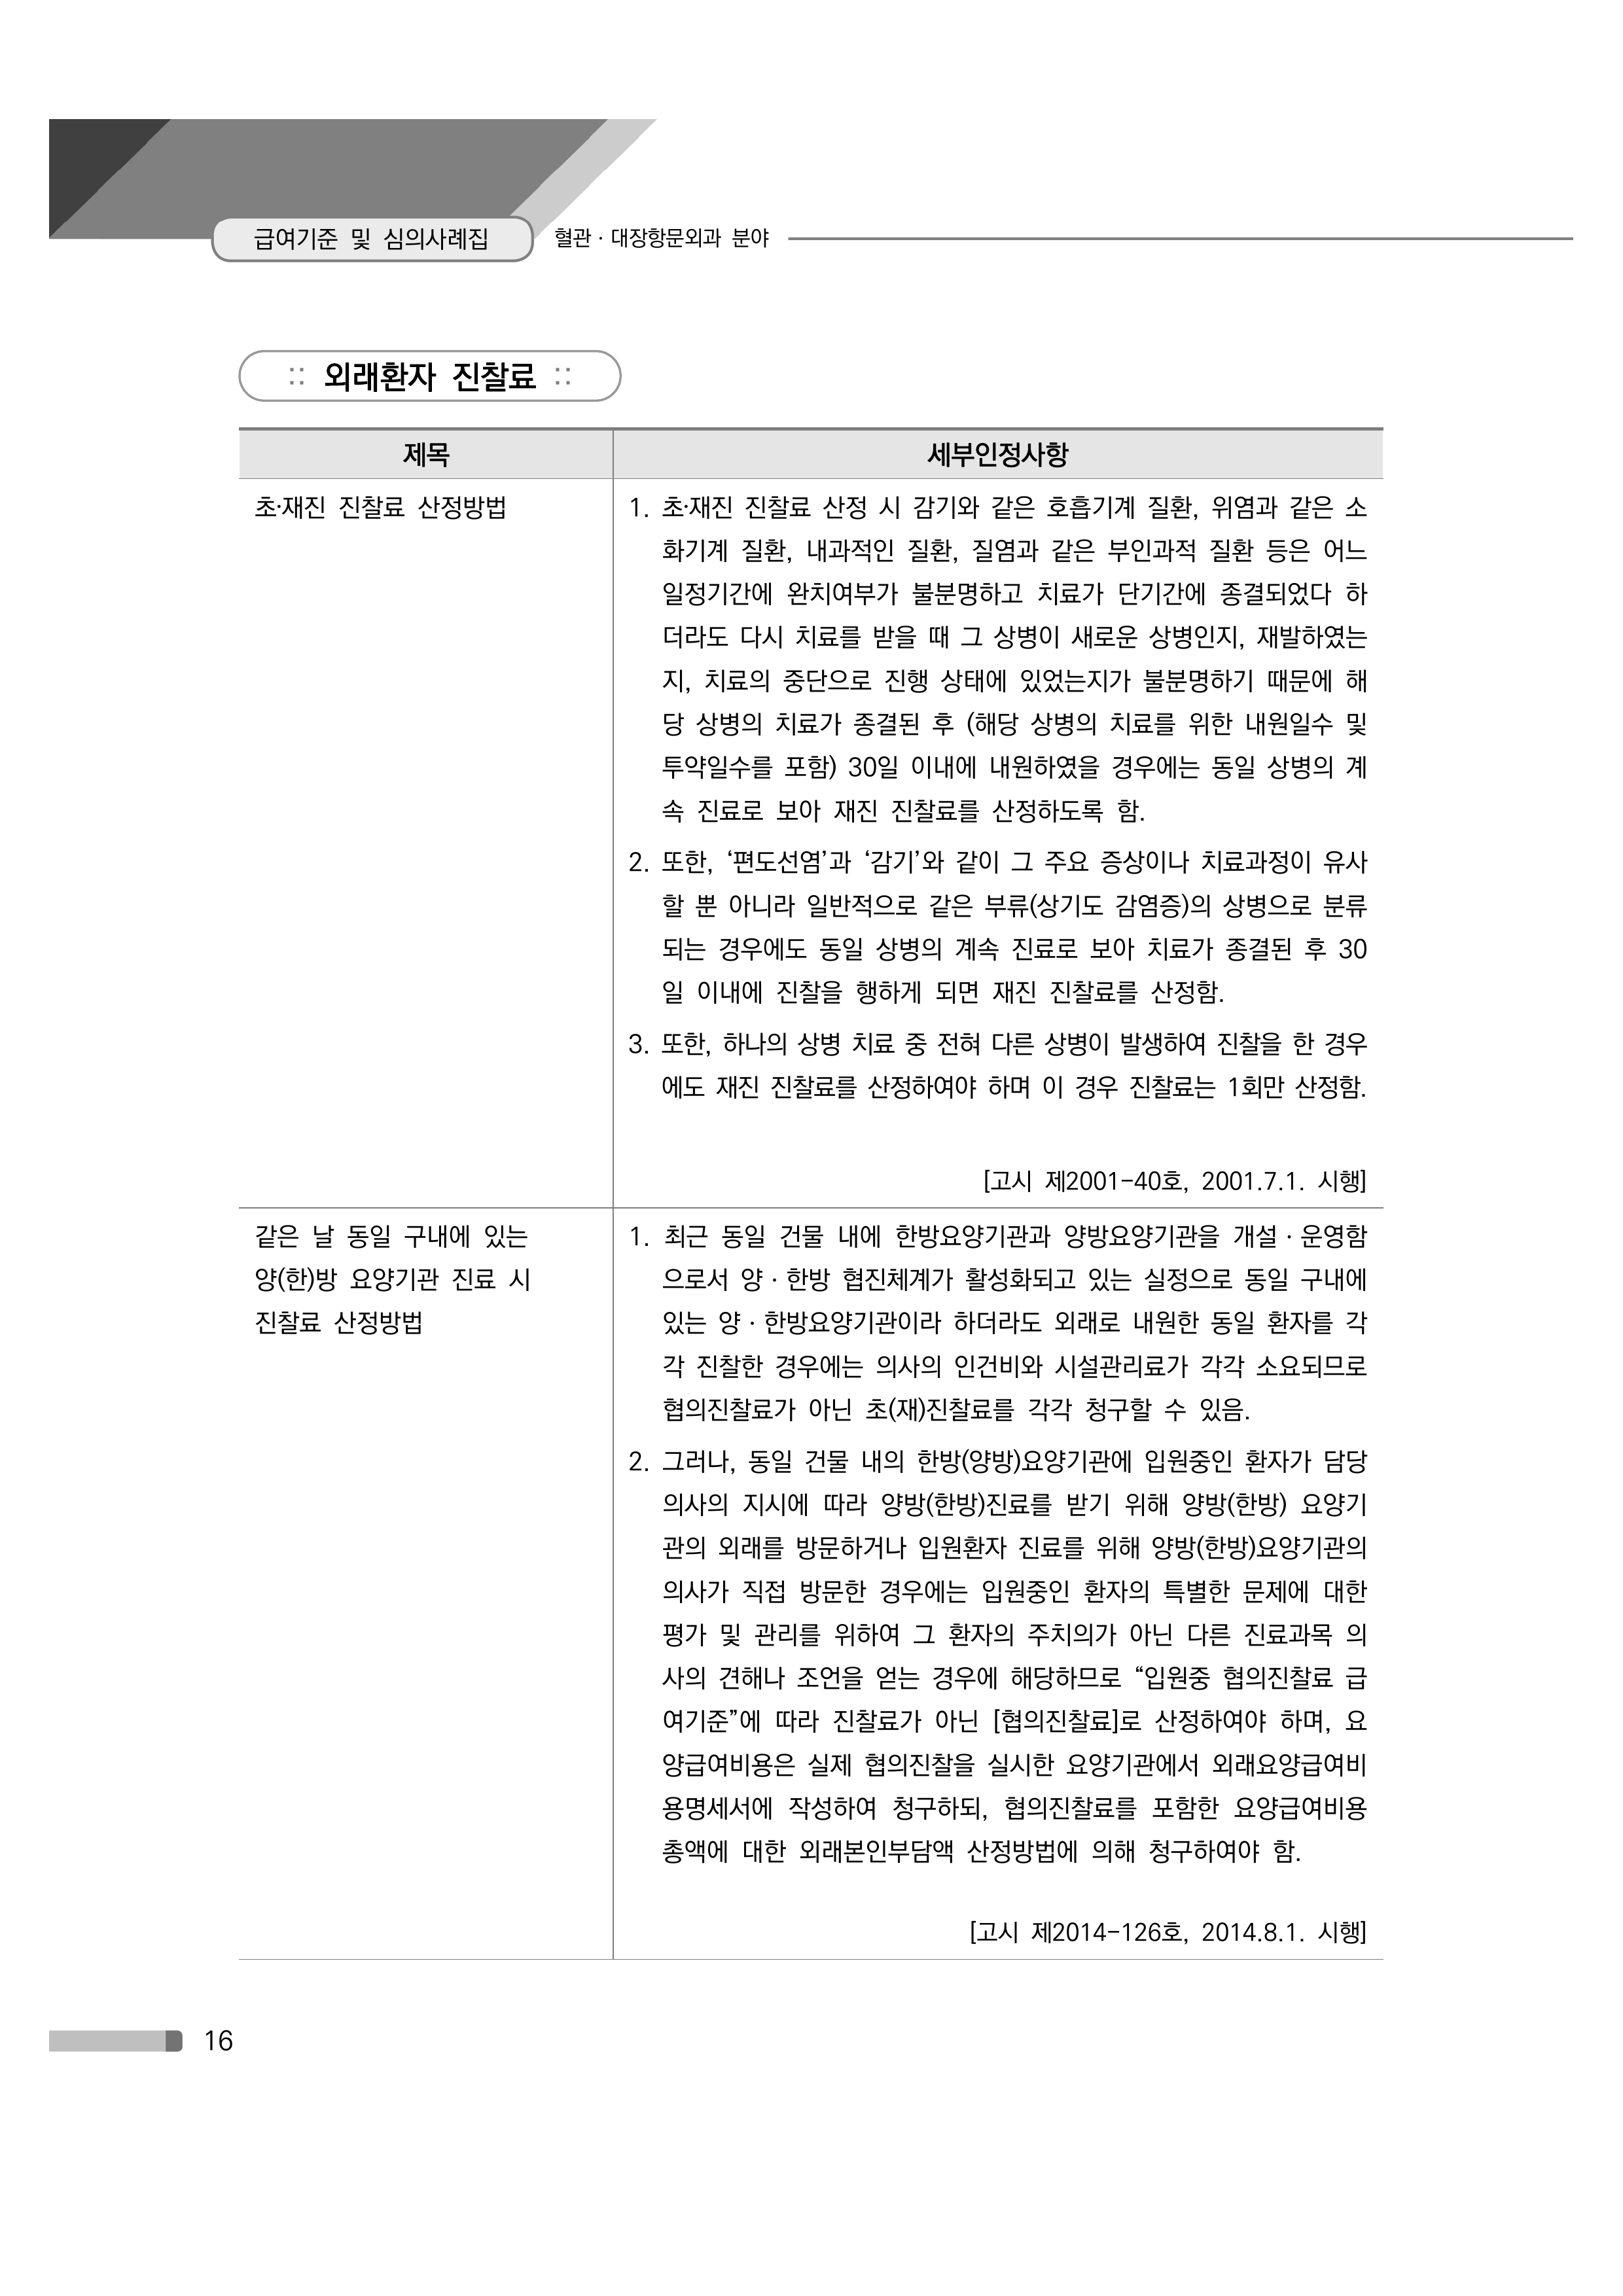 급여기준 및 심의사례집
혈관 · 대장항문외과 분야
:: 외래환자 진찰료 ::
제목
세부인정사항
초·재진 진찰료 산정방법
1. 초·재진 진찰료 산정 시 감기와 같은 호흡기계 질환, 위염과 같은 소
화기계 질환, 내과적인 질환, 질염과 같은 부인과적 질환 등은 어느
일정기간에 완치여부가 불분명하고 치료가 단기간에 종결되었다 하
더라도 다시 치료를 받을 때 그 상병이 새로운 상병인지, 재발하였는
지, 치료의 중단으로 진행 상태에 있었는지가 불분명하기 때문에 해
당 상병의 치료가 종결된 후 (해당 상병의 치료를 위한 내원일수 및
투약일수를 포함) 30일 이내에 내원하였을 경우에는 동일 상병의 계
속 진료로 보아 재진 진찰료를 산정하도록 함.
2. 또한, ‘편도선염’과 ‘감기’와 같이 그 주요 증상이나 치료과정이 유사
할 뿐 아니라 일반적으로 같은 부류(상기도 감염증)의 상병으로 분류
되는 경우에도 동일 상병의 계속 진료로 보아 치료가 종결된 후 30
일 이내에 진찰을 행하게 되면 재진 진찰료를 산정함.
3. 또한, 하나의 상병 치료 중 전혀 다른 상병이 발생하여 진찰을 한 경우
에도 재진 진찰료를 산정하여야 하며 이 경우 진찰료는 1회만 산정함.
[고시 제2001-40호, 2001.7.1. 시행]
같은 날 동일 구내에 있는
양(한)방 요양기관 진료 시
진찰료 산정방법
1. 최근 동일 건물 내에 한방요양기관과 양방요양기관을 개설 · 운영함
으로서 양 · 한방 협진체계가 활성화되고 있는 실정으로 동일 구내에
있는 양 · 한방요양기관이라 하더라도 외래로 내원한 동일 환자를 각
각 진찰한 경우에는 의사의 인건비와 시설관리료가 각각 소요되므로
협의진찰료가 아닌 초(재)진찰료를 각각 청구할 수 있음.
2. 그러나, 동일 건물 내의 한방(양방)요양기관에 입원중인 환자가 담당
의사의 지시에 따라 양방(한방)진료를 받기 위해 양방(한방) 요양기
관의 외래를 방문하거나 입원환자 진료를 위해 양방(한방)요양기관의
의사가 직접 방문한 경우에는 입원중인 환자의 특별한 문제에 대한
평가 및 관리를 위하여 그 환자의 주치의가 아닌 다른 진료과목 의
사의 견해나 조언을 얻는 경우에 해당하므로 “입원중 협의진찰료 급
여기준”에 따라 진찰료가 아닌 [협의진찰료]로 산정하여야 하며, 요
양급여비용은 실제 협의진찰을 실시한 요양기관에서 외래요양급여비
용명세서에 작성하여 청구하되, 협의진찰료를 포함한 요양급여비용
총액에 대한 외래본인부담액 산정방법에 의해 청구하여야 함.
[고시 제2014-126호, 2014.8.1. 시행]
16